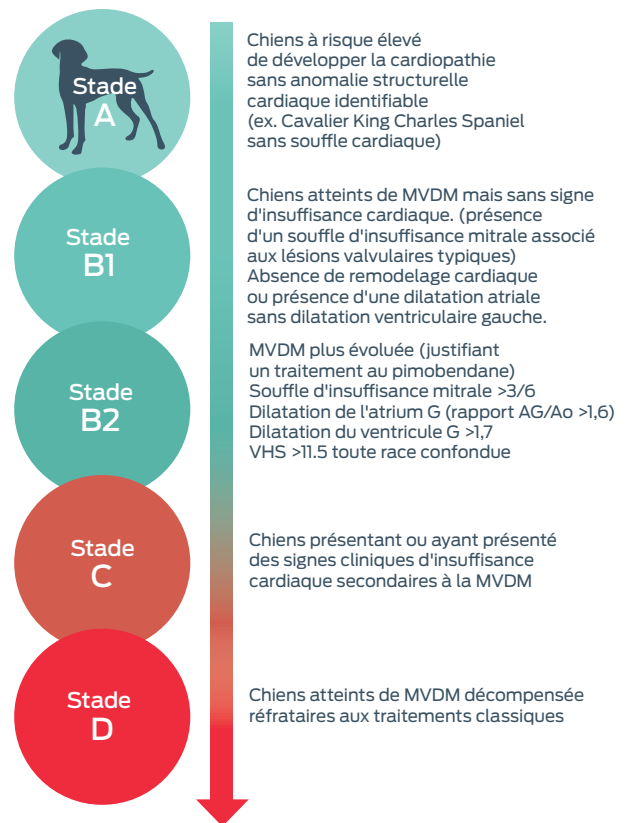 Stade
A
Chiens à risque élevé
de développer la cardiopathie
sans anomalie structurelle
cardiaque identifiable
(ex. Cavalier King Charles Spaniel
sans souffle cardiaque)
Stade
B1
Chiens atteints de MVDM mais sans signe
d'insuffisance cardiaque. (présence
d'un souffle d'insuffisance mitrale associé
aux lésions valvulaires typiques)
Absence de remodelage cardiaque
ou présence d'une dilatation atriale
sans dilatation ventriculaire gauche.
Stade
B2
MVDM plus évoluée (justifiant
un traitement au pimobendane)
Souffle d'insuffisance mitrale >3/6
Dilatation de l'atrium G (rapport AG/Ao >1,6)
Dilatation du ventricule G >1,7
VHS >11.5 toute race confondue
Stade
C
Chiens présentant ou ayant présenté
des signes cliniques d'insuffisance
cardiaque secondaires à la MVDM
Stade
D
Chiens atteints de MVDM décompensée
réfrataires aux traitements classiques